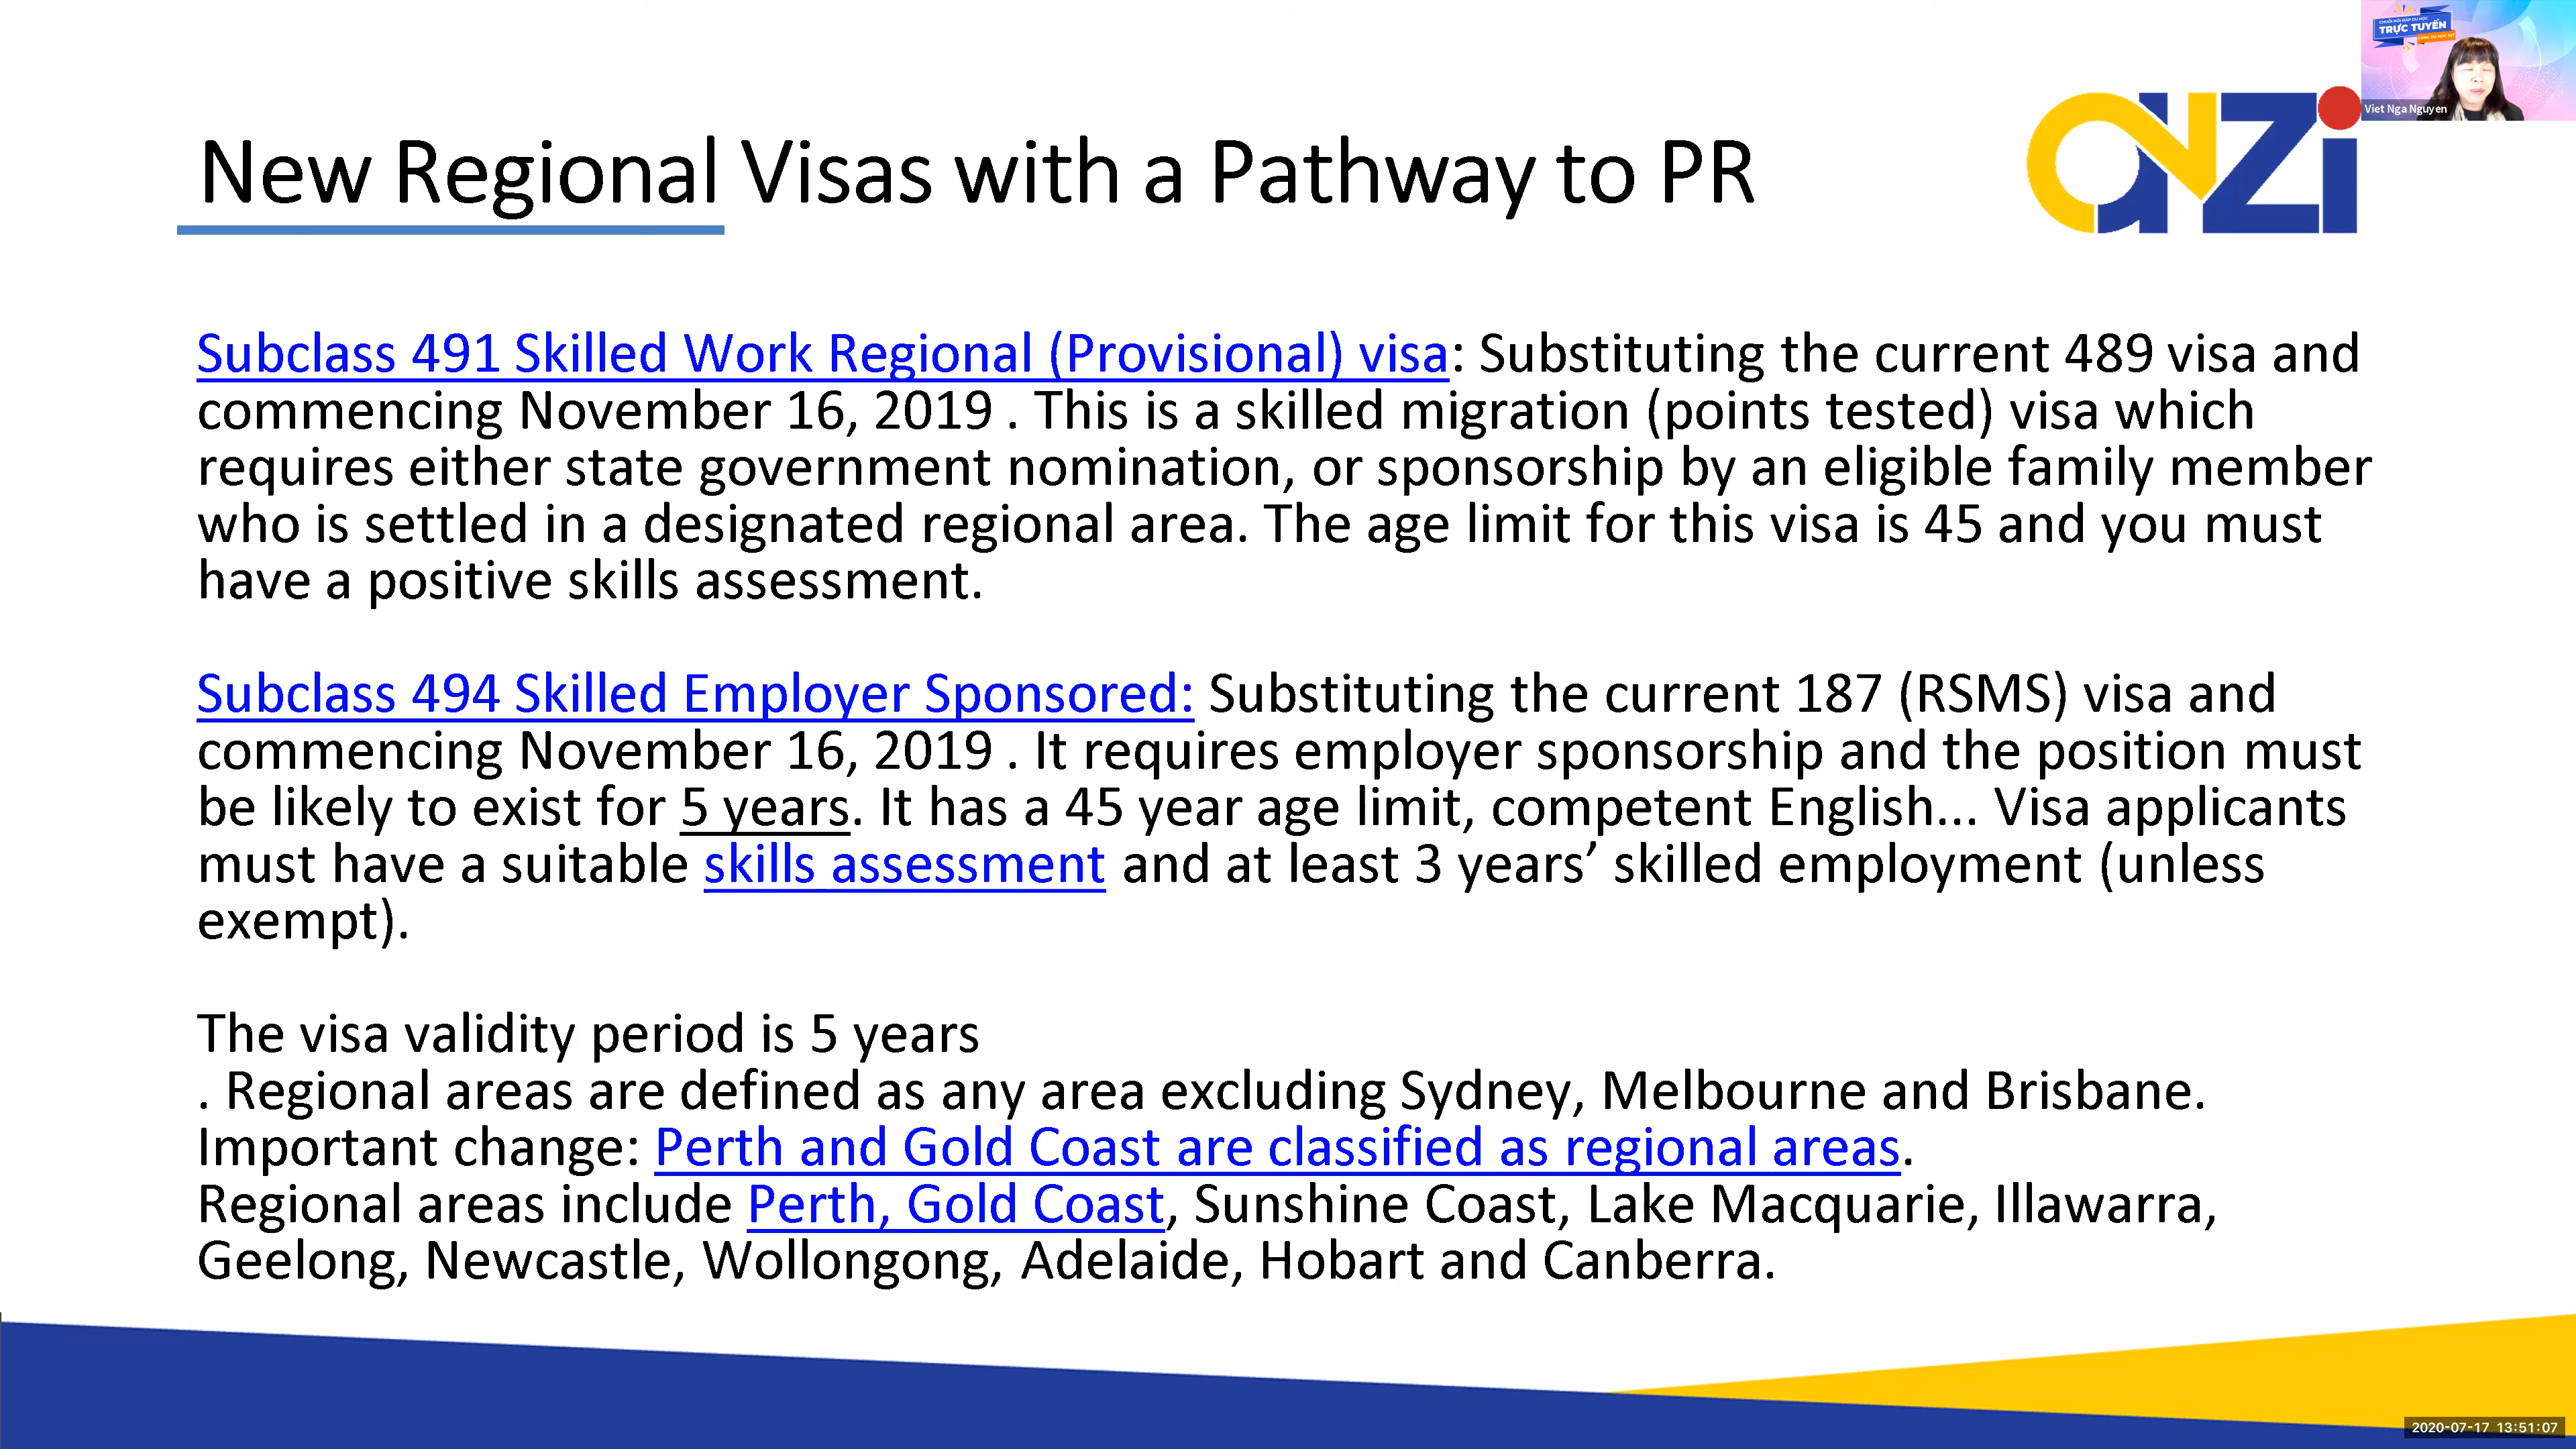 CHUỖI HỎI ĐÁP DU HỌC
TRỰC TUYẾN
Viet Nga Nguyen
anzi
New Regional Visas with a Pathway to PR
Subclass 491 Skilled Work Regional (Provisional) visa: Substituting the current 489 visa and
commencing November 16, 2019 . This is a skilled migration (points tested) visa which
requires either state government nomination, or sponsorship by an eligible family member
who is settled in a designated regional area. The age limit for this visa is 45 and you must
have a positive skills assessment.
Subclass 494 Skilled Employer Sponsored: Substituting the current 187 (RSMS) visa and
commencing November 16, 2019 . It requires employer sponsorship and the position must
be likely to exist for 5 years. It has a 45 year age limit, competent English... Visa applicants
must have a suitable skills assessment and at least 3 years’ skilled employment (unless
exempt).
The visa validity period is 5 years
. Regional areas are defined as any area excluding Sydney, Melbourne and Brisbane.
Important change: Perth and Gold Coast are classified as regional areas.
Regional areas include Perth, Gold Coast, Sunshine Coast, Lake Macquarie, Illawarra,
Geelong, Newcastle, Wollongong, Adelaide, Hobart and Canberra.
2020-07-17 13:51:07